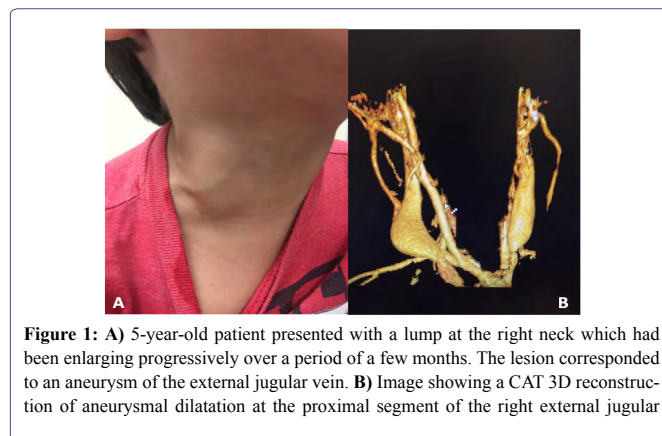 A
B
Figure 1: A) 5-year-old patient presented with a lump at the right neck which had
been enlarging progressively over a period of a few months. The lesion corresponded
to an aneurysm of the external jugular vein. B) Image showing a CAT 3D reconstruc-
tion of aneurysmal dilatation at the proximal segment of the right external jugular